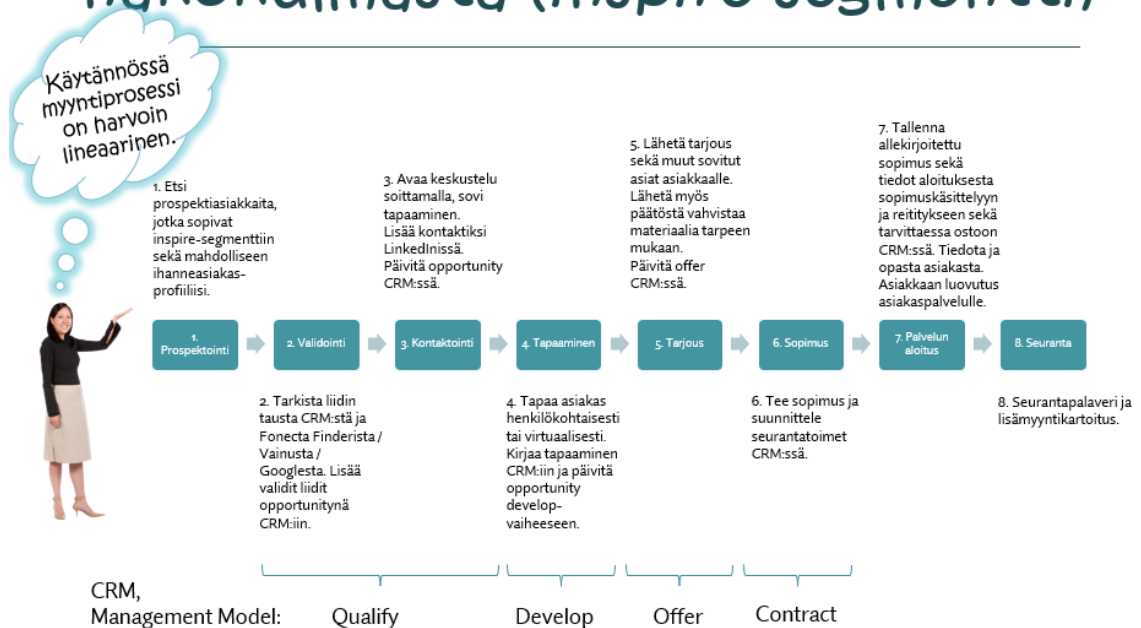 näkökulmasta (inspire-segmentti)
Käytännössä
myyntiprosessi
on harvoin
lineaarinen.
1. Etsi
prospektiasiakkaita,
jotka sopivat
inspire-segmenttiin
sekä mahdolliseen
ihanneasiakas-
profiiliisi.
3. Avaa keskustelu
soittamalla, sovi
tapaaminen.
Lisää kontaktiksi
LinkedInissä.
Päivitä opportunity
CRM:ssä.
5. Lähetä tarjous
sekä muut sovitut
asiat asiakkaalle.
Lähetä myös
päätöstä vahvistaa
materiaalia tarpeen
mukaan.
Päivitä offer
CRM:ssä.
7. Tallenna
allekirjoitettu
sopimus sekä
tiedot aloituksesta
sopimuskäsittelyyn
ja reititykseen sekä
tarvittaessa ostoon
CRM:ssä. Tiedota ja
opasta asiakasta.
Asiakkaan luovutus
asiakaspalvelulle.
1.
Prospektointi
2. Validointi
3. Kontaktointi
4. Tapaaminen
5. Tarjous
6. Sopimus
7. Palvelun
aloitus
8. Seuranta
2. Tarkista liidin
tausta CRM:stä ja
Fonecta Finderista /
Vainusta /
Googlesta. Lisää
validit liidit
opportunitynä
CRM:iin.
4. Tapaa asiakas
henkilökohtaisesti
tai virtuaalisesti.
Kirjaa tapaaminen
CRM:iin ja päivitä
opportunity
develop-
vaiheeseen.
6. Tee sopimus ja
suunnittele
seurantatoimet
CRM:ssä.
8. Seurantapalaveri ja
lisämyyntikartoitus.
CRM,
Management Model:
Qualify
Develop
Offer
Contract